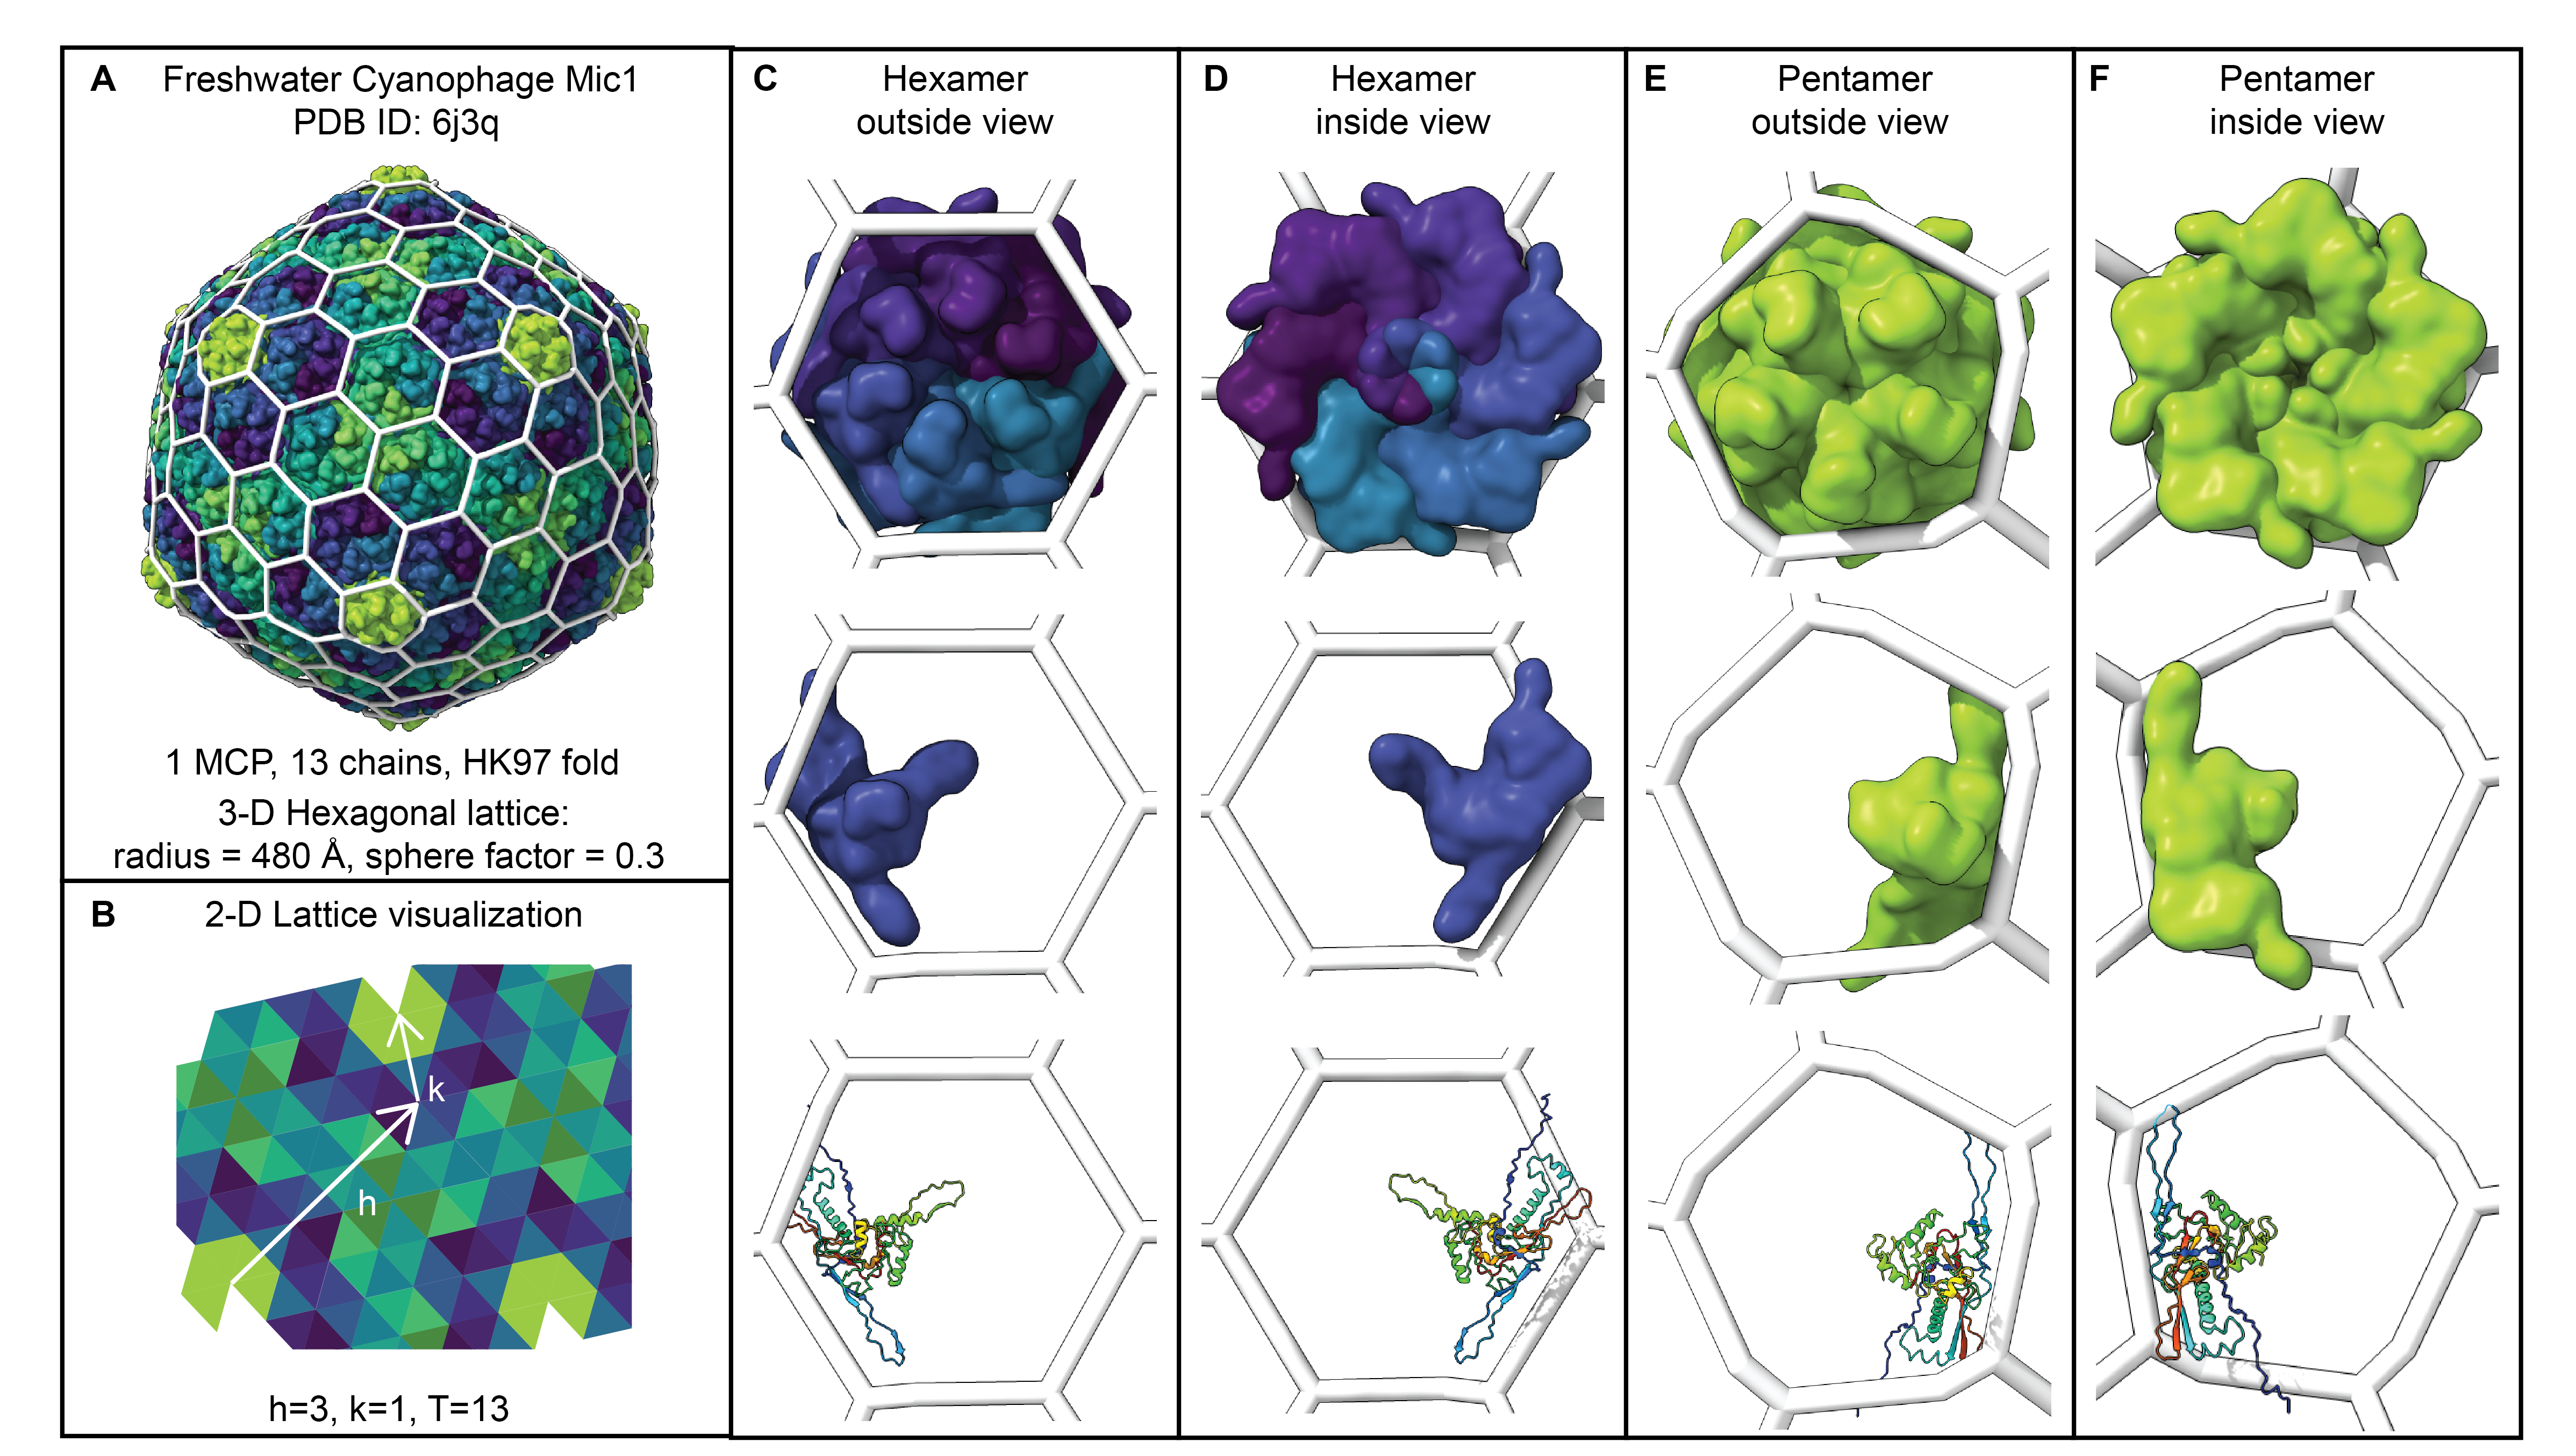 A Freshwater Cyanophage Mic1
PDB ID: 6j3q
1 MCP, 13 chains, HK97 fold
3-D Hexagonal lattice:
radius = 480 Å, sphere factor = 0.3
B 2-D Lattice visualization
k
h
h=3, k=1, T=13
C Hexamer
outside view
D Hexamer
inside view
E Pentamer
outside view
F Pentamer
inside view